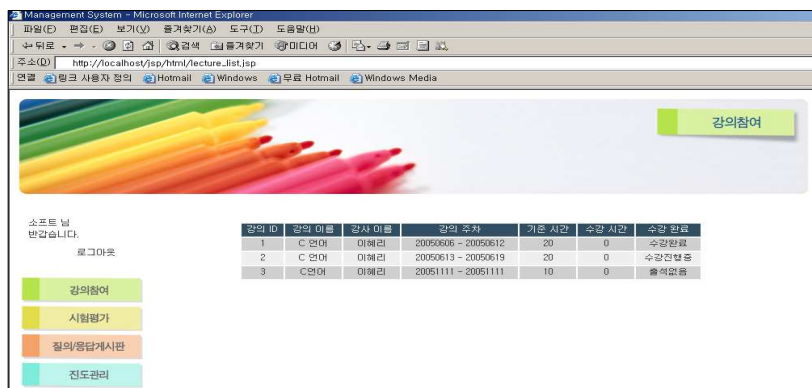 Management System - Microsoft Internet Explorer
파일(F) 편집(E) 보기(V) 즐겨찾기(A) 도구(T) 도움말(H)
뒤로 검색 즐겨찾기 미디어
주소(D) http://localhost/jsp/html/lecture_list.jsp
연결 링크 사용자 정의 Hotmail Windows 무료 Hotmail Windows Media
강의참여
소프트 님
반갑습니다.
로그아웃
강의 ID 강의 이름 강사 이름 강의 주차 기준 시간 수강 시간 수강 완료
1 C 언어 이혜리 20050606 - 20050612 20 0 수강완료
2 C 언어 이혜리 20050613 - 20050619 20 0 수강진행중
3 C언어 이혜리 20051111 - 20051111 10 0 출석없음
강의참여
시험평가
질의/응답게시판
진도관리